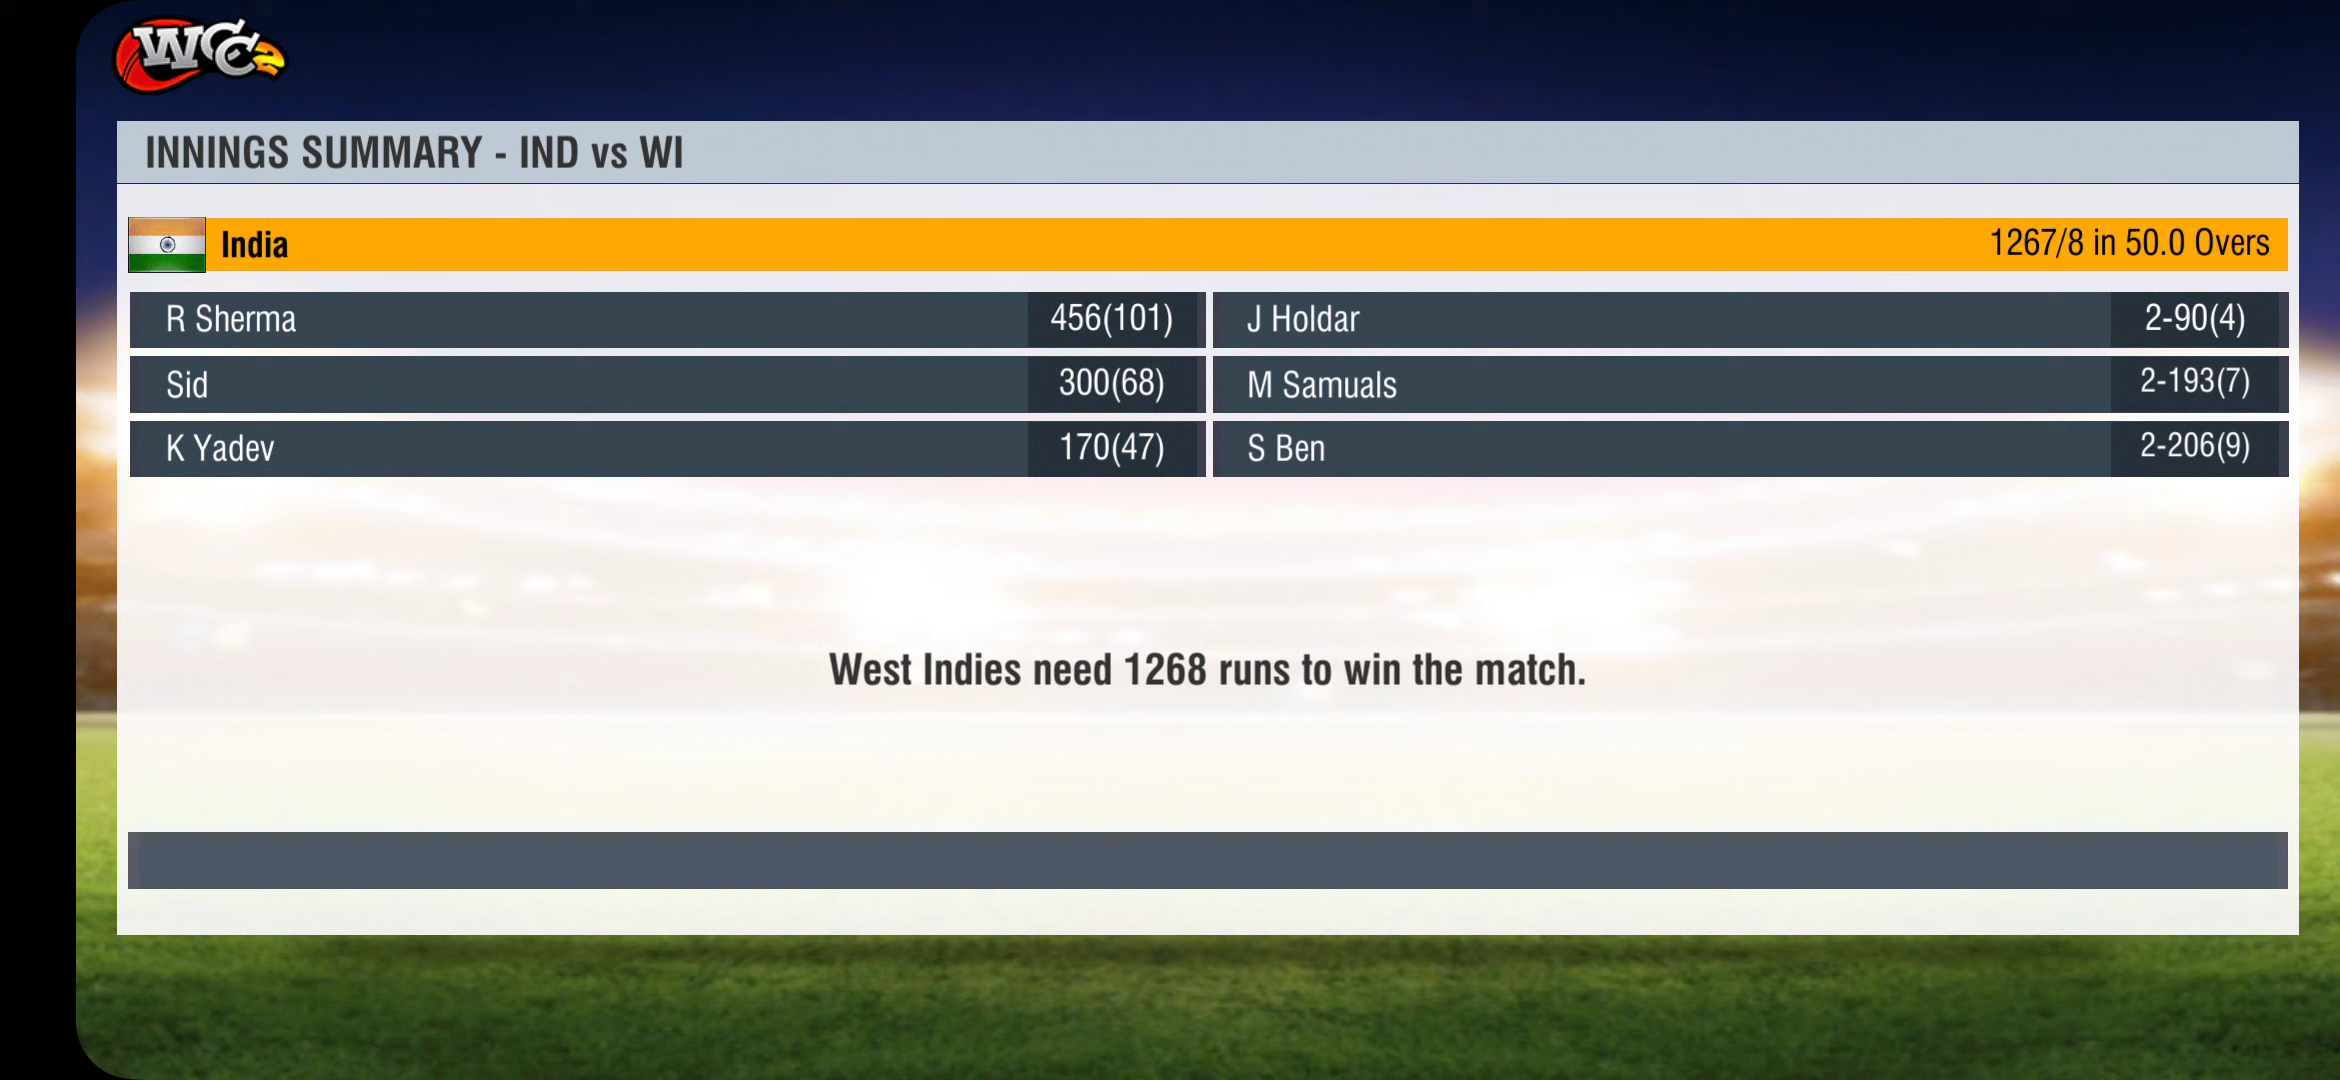 WCC2
INNINGS SUMMARY - IND vs WI
India 1267/8 in 50.0 Overs
R Sherma 456(101) J Holdar 2-90(4)
Sid 300(68) M Samuals 2-193(7)
K Yadev 170(47) S Ben 2-206(9)
West Indies need 1268 runs to win the match.